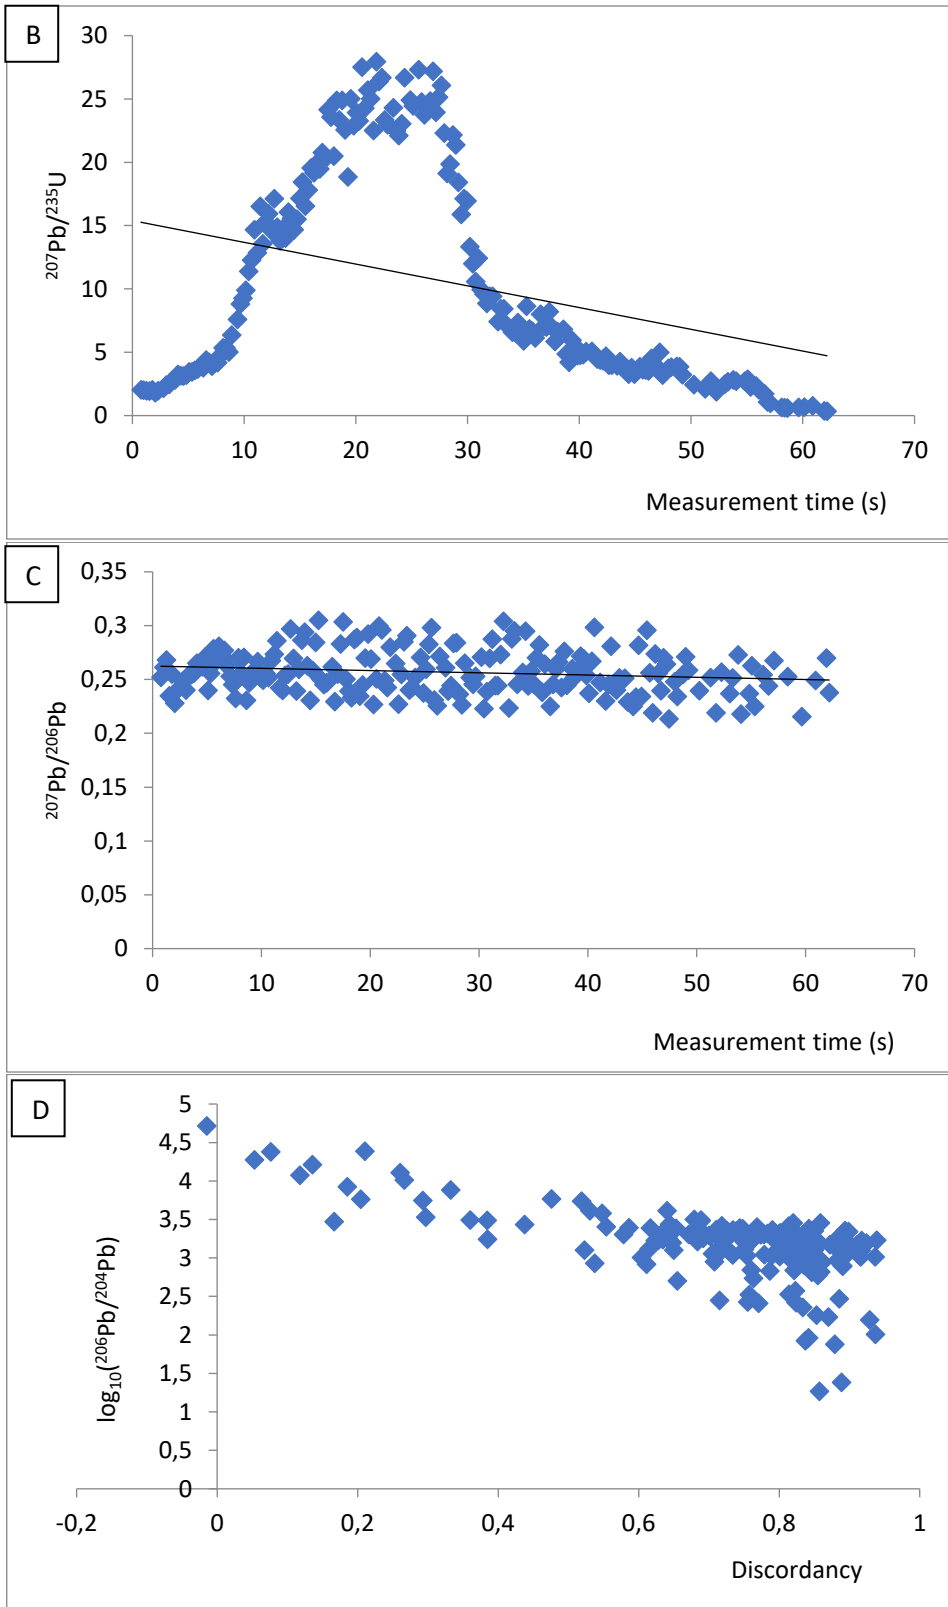 B
30
25
20
15
10
5
0
²⁰⁷Pb/²³⁵U
0 10 20 30 40 50 60 70
Measurement time (s)
C
0,35
0,3
0,25
0,2
0,15
0,1
0,05
0
²⁰⁷Pb/²⁰⁶Pb
0 10 20 30 40 50 60 70
Measurement time (s)
D
5
4,5
4
3,5
3
2,5
2
1,5
1
0,5
0
log₁₀(²⁰⁶Pb/²⁰⁴Pb)
-0,2 0 0,2 0,4 0,6 0,8 1
Discordancy